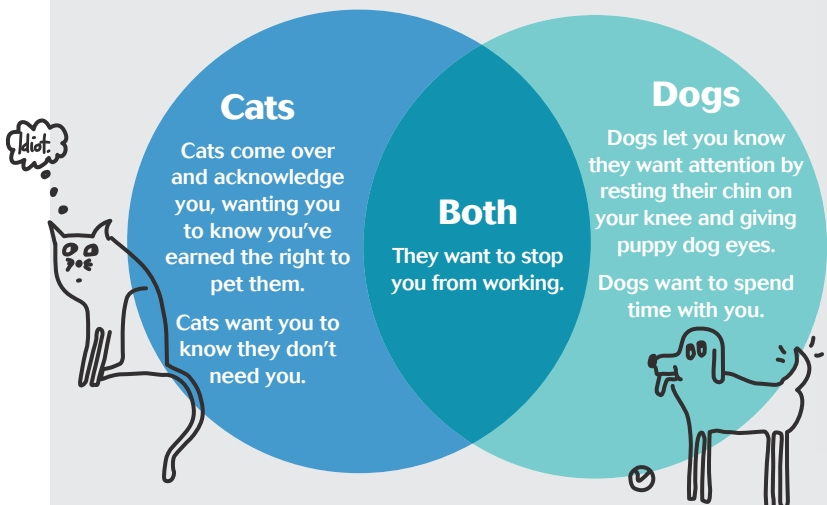 Idiot.
Cats
Cats come over
and acknowledge
you, wanting you
to know you've
earned the right to
pet them.
Cats want you to
know they don't
need you.
Both
They want to stop
you from working.
Dogs
Dogs let you know
they want attention by
resting their chin on
your knee and giving
puppy dog eyes.
Dogs want to spend
time with you.